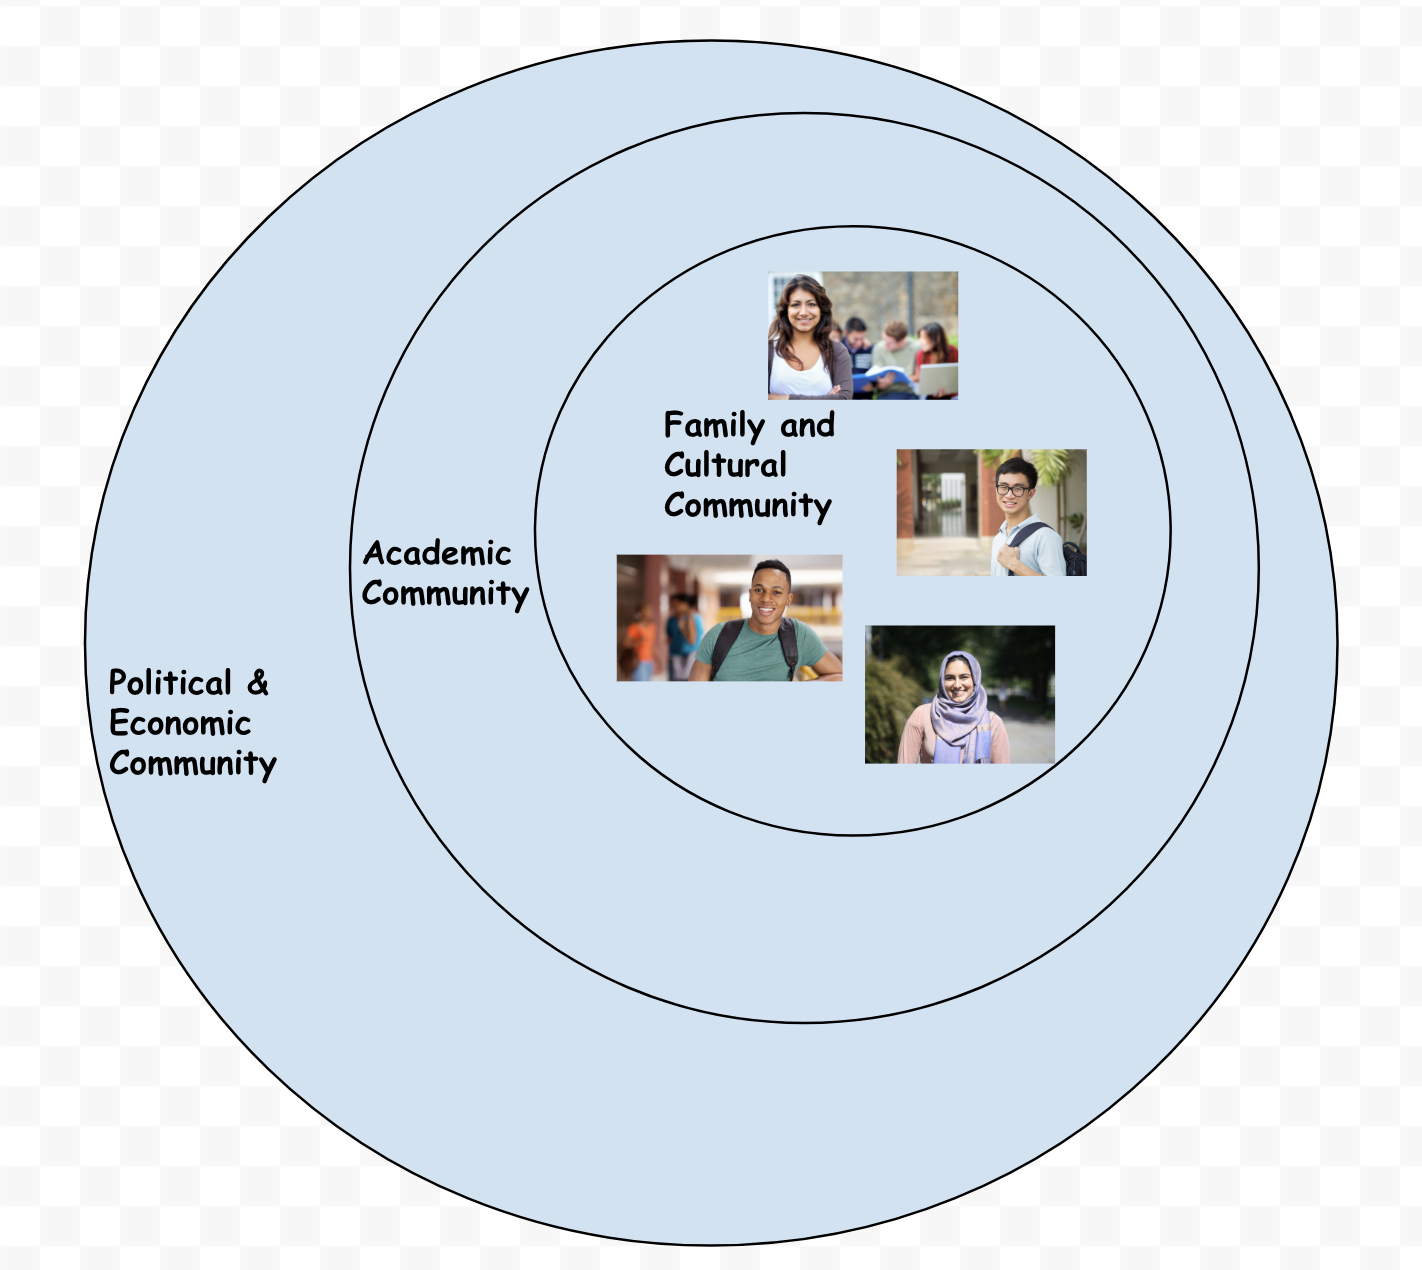 Family and
Cultural
Community
Academic
Community
Political &
Economic
Community